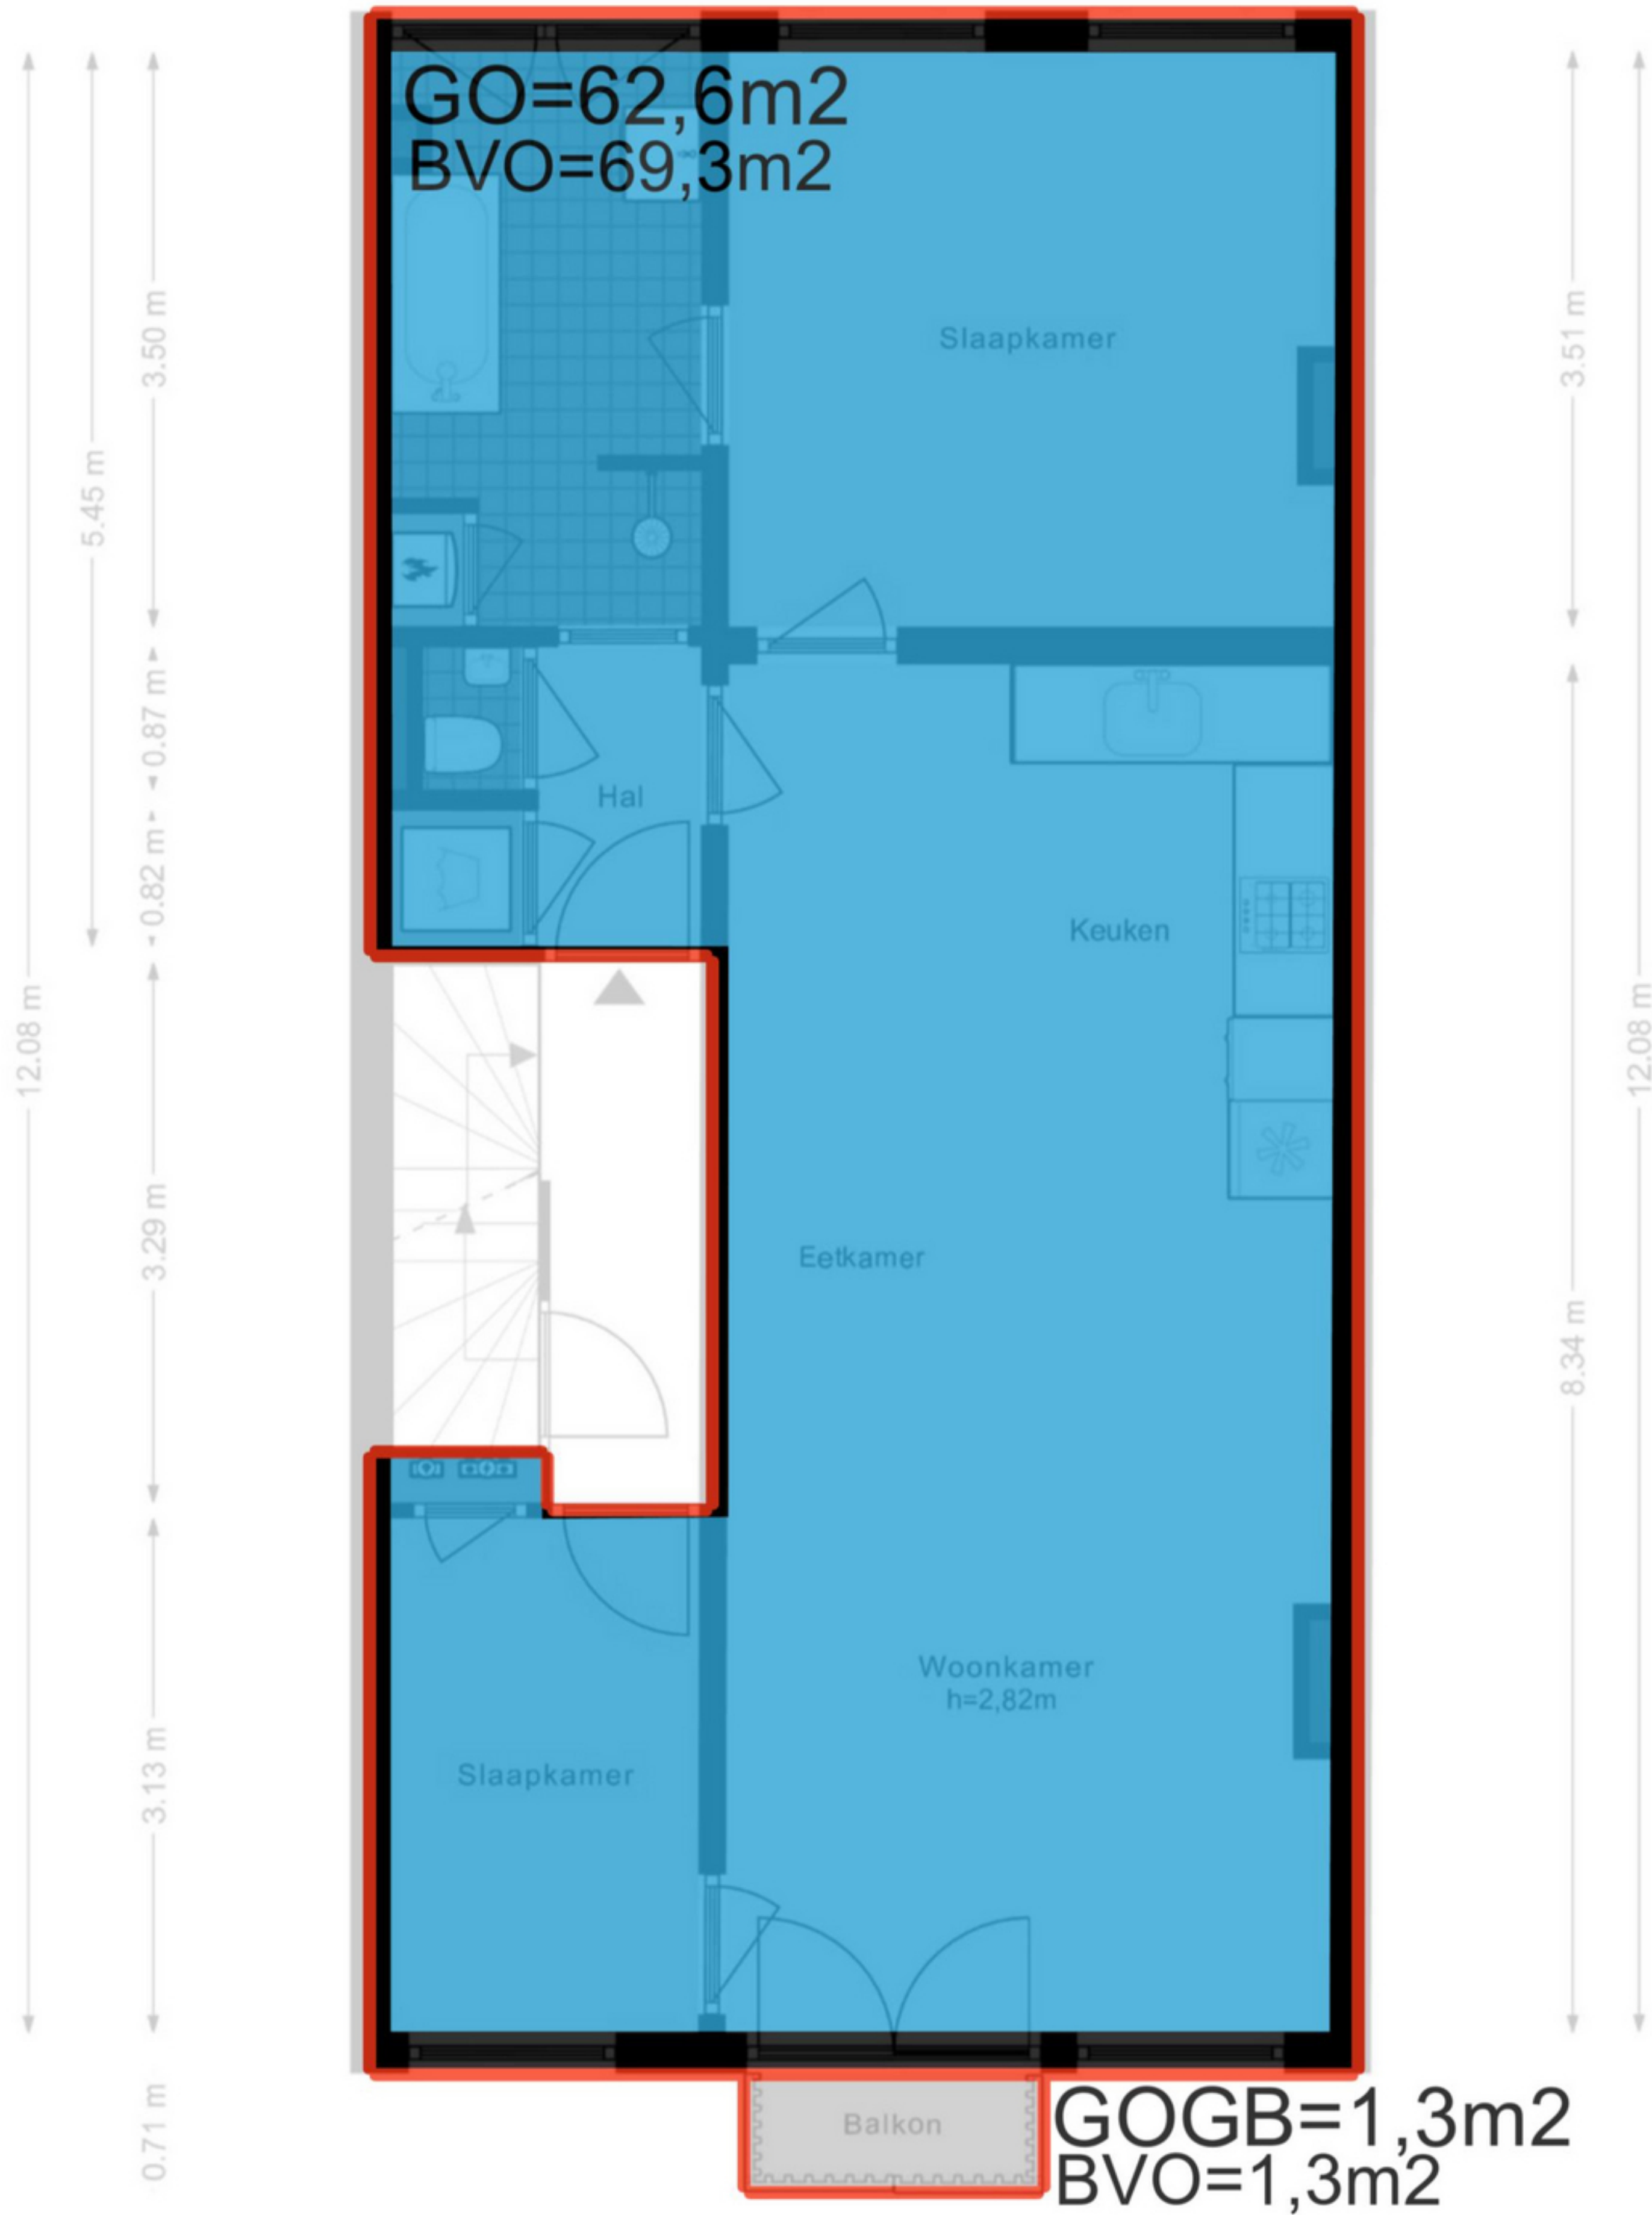 GO=62,6m2
BVO=69,3m2
Slaapkamer
3.50 m
3.51 m
5.45 m
0.87 m
Hal
0.82 m
Keuken
12.08 m
12.08 m
3.29 m
Eetkamer
8.34 m
Woonkamer
h=2,82m
Slaapkamer
3.13 m
0.71 m
Balkon
GOGB=1,3m2
BVO=1,3m2